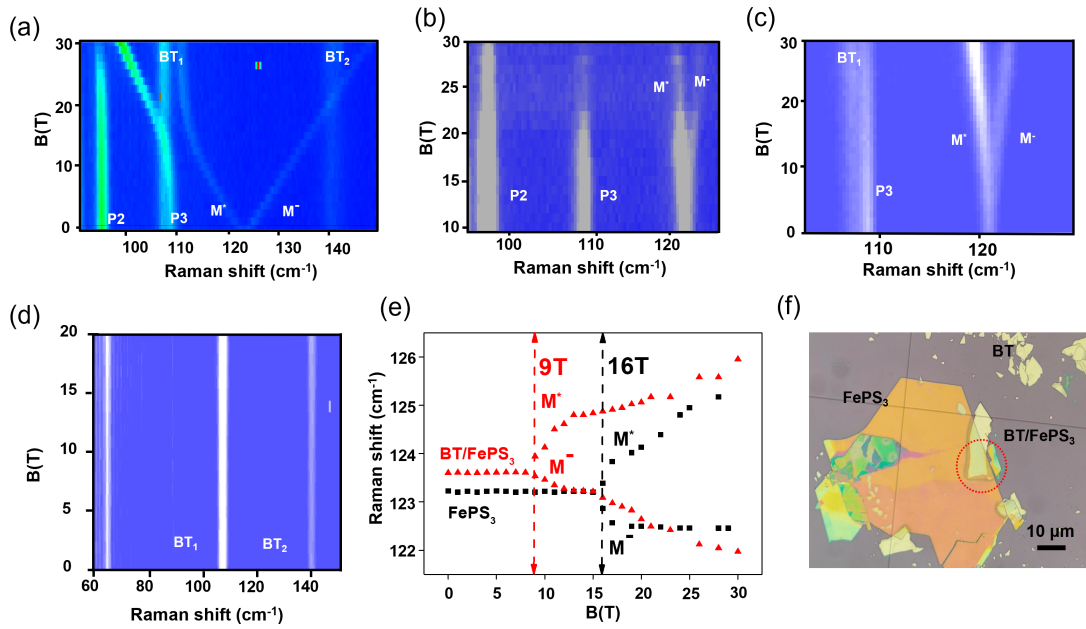 (a)
30
20
10
0
B(T)
BT₁
BT₂
P2
P3
M*
M-
100
110
120
130
140
Raman shift (cm⁻¹)
(b)
30
25
20
15
10
B(T)
M*
M-
P2
P3
100
110
120
Raman shift (cm⁻¹)
(c)
30
20
10
0
B(T)
BT₁
M*
M-
P3
110
120
Raman shift (cm⁻¹)
(d)
20
15
10
5
0
B(T)
BT₁
BT₂
60
80
100
120
140
Raman shift (cm⁻¹)
(e)
126
125
124
123
122
Raman shift (cm⁻¹)
9T
16T
M*
M*
BT/FePS₃
M-
FePS₃
M-
0
5
10
15
20
25
30
B(T)
(f)
BT
FePS₃
BT/FePS₃
10 µm